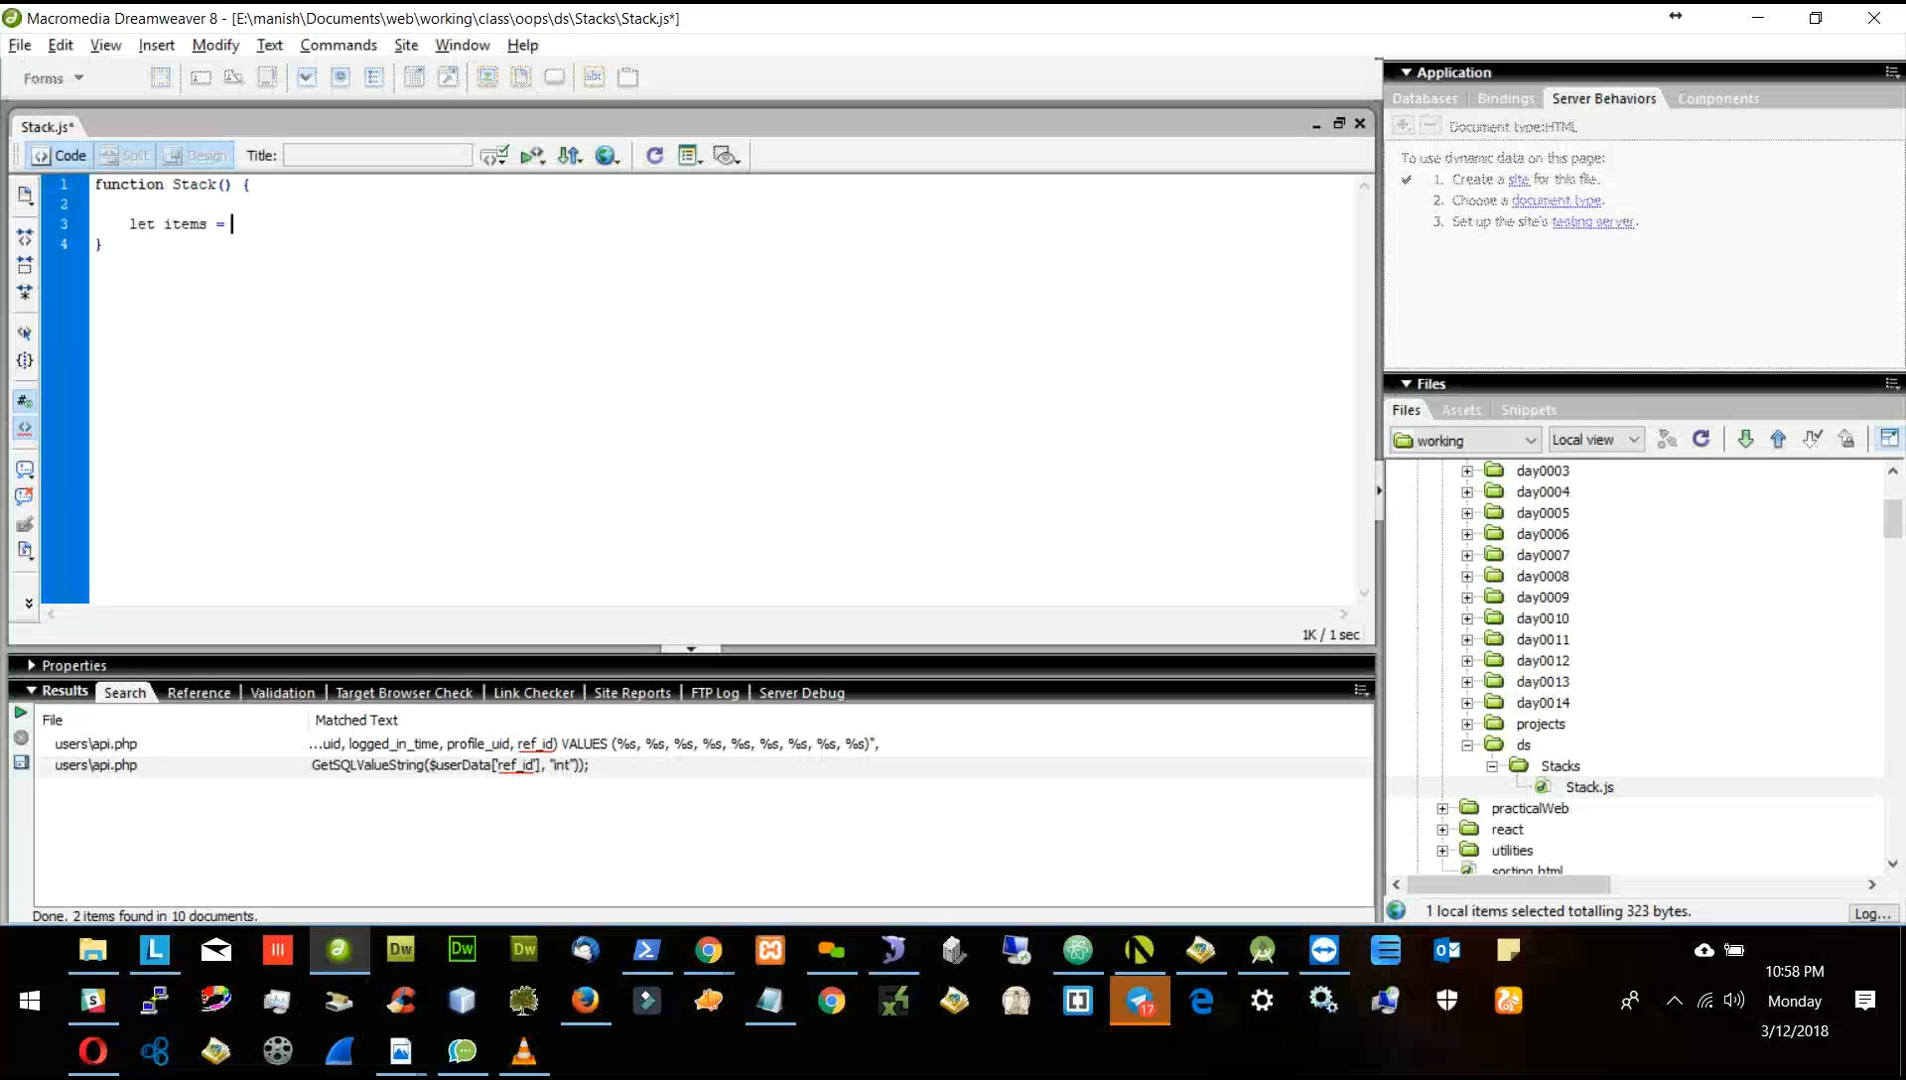 Macromedia Dreamweaver 8 - [E:\manish\Documents\web\working\class\oops\ds\Stacks\Stack.js*]
File Edit View Insert Modify Text Commands Site Window Help
Forms
Stack.js*
Code Split Design Title:
1 function Stack() {
2
3 let items =
4 }
1K / 1 sec
Properties
Results Search Reference Validation Target Browser Check Link Checker Site Reports FTP Log Server Debug
File Matched Text
users\api.php ...uid, logged_in_time, profile_uid, ref_id) VALUES (%s, %s, %s, %s, %s, %s, %s, %s, %s)",
users\api.php GetSQLValueString($userData['ref_id'], "int"));
Done. 2 items found in 10 documents.
Application
Databases Bindings Server Behaviors Components
Document type:HTML
To use dynamic data on this page:
1. Create a site for this file.
2. Choose a document type.
3. Set up the site's testing server.
Files
Files Assets Snippets
working Local view
day0003
day0004
day0005
day0006
day0007
day0008
day0009
day0010
day0011
day0012
day0013
day0014
projects
ds
Stacks
Stack.js
practicalWeb
react
utilities
sorting.html
1 local items selected totalling 323 bytes. Log...
L Dw Dw Dw
17
10:58 PM
Monday
3/12/2018